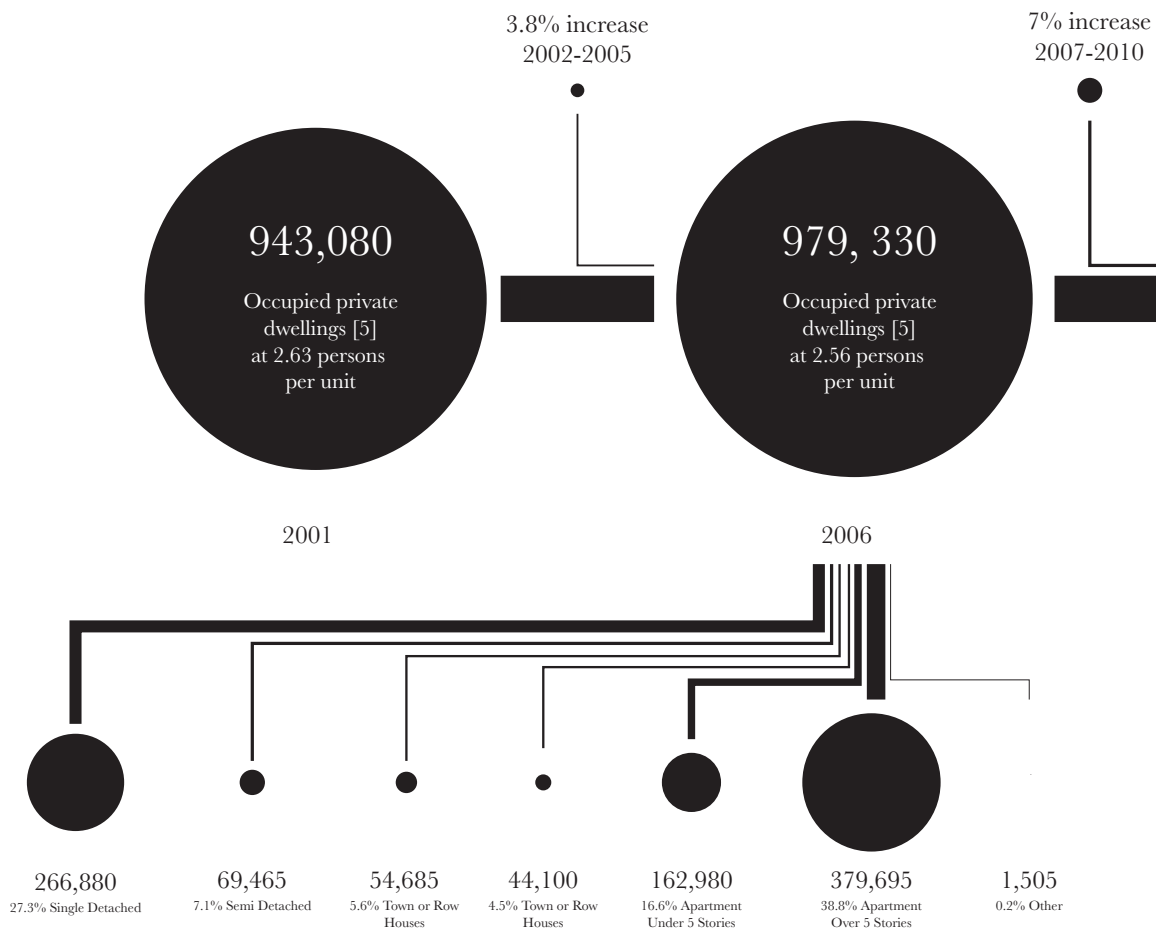 3.8% increase
2002-2005
7% increase
2007-2010
943,080
Occupied private
dwellings [5]
at 2.63 persons
per unit
979, 330
Occupied private
dwellings [5]
at 2.56 persons
per unit
2001
2006
266,880
27.3% Single Detached
69,465
7.1% Semi Detached
54,685
5.6% Town or Row
Houses
44,100
4.5% Town or Row
Houses
162,980
16.6% Apartment
Under 5 Stories
379,695
38.8% Apartment
Over 5 Stories
1,505
0.2% Other